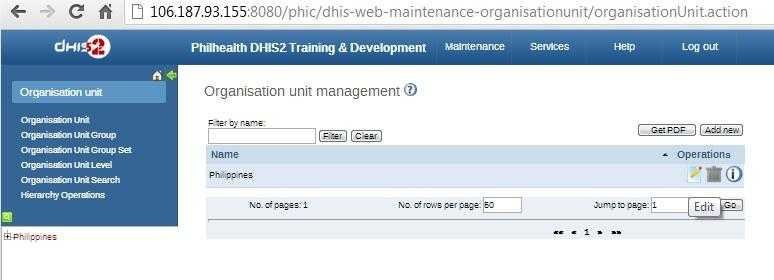 106.187.93.155:8080/phic/dhis-web-maintenance-organisationunit/organisationUnit.action
dHIS2 Philhealth DHIS2 Training & Development Maintenance Services Help Log out
Organisation unit
Organisation Unit
Organisation Unit Group
Organisation Unit Group Set
Organisation Unit Level
Organisation Unit Search
Hierarchy Operations
Philippines
Organisation unit management
Filter by name:
Filter Clear Get PDF Add new
Name Operations
Philippines
No. of pages: 1 No. of rows per page: 50 Jump to page: 1 Go
Edit
«« « 1 » »»